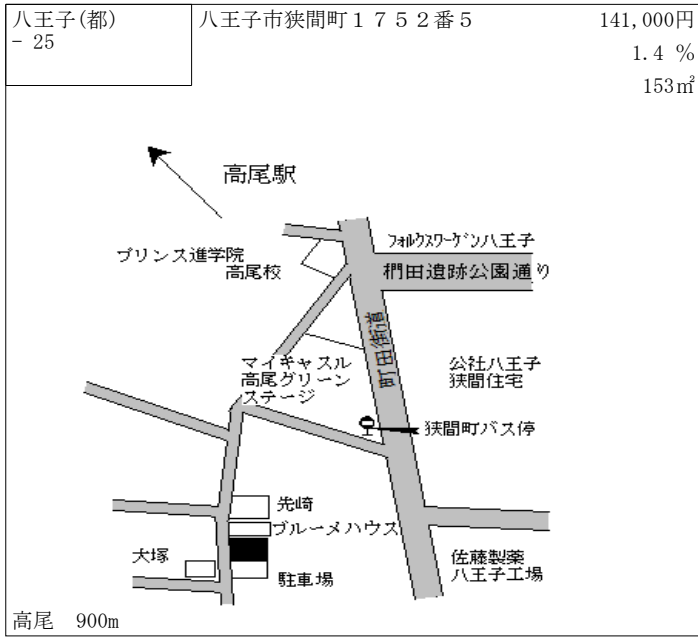 八王子(都)
- 25
八王子市狭間町１７５２番５
141,000円
1.4 %
153㎡
高尾駅
フォルクスワーゲン八王子
プリンス進学院
高尾校
椚田遺跡公園通り
町田街道
マイキャスル
高尾グリーン
ステージ
公社八王子
狭間住宅
狭間町バス停
先崎
ブルーメハウス
大塚
駐車場
佐藤製薬
八王子工場
高尾　900m